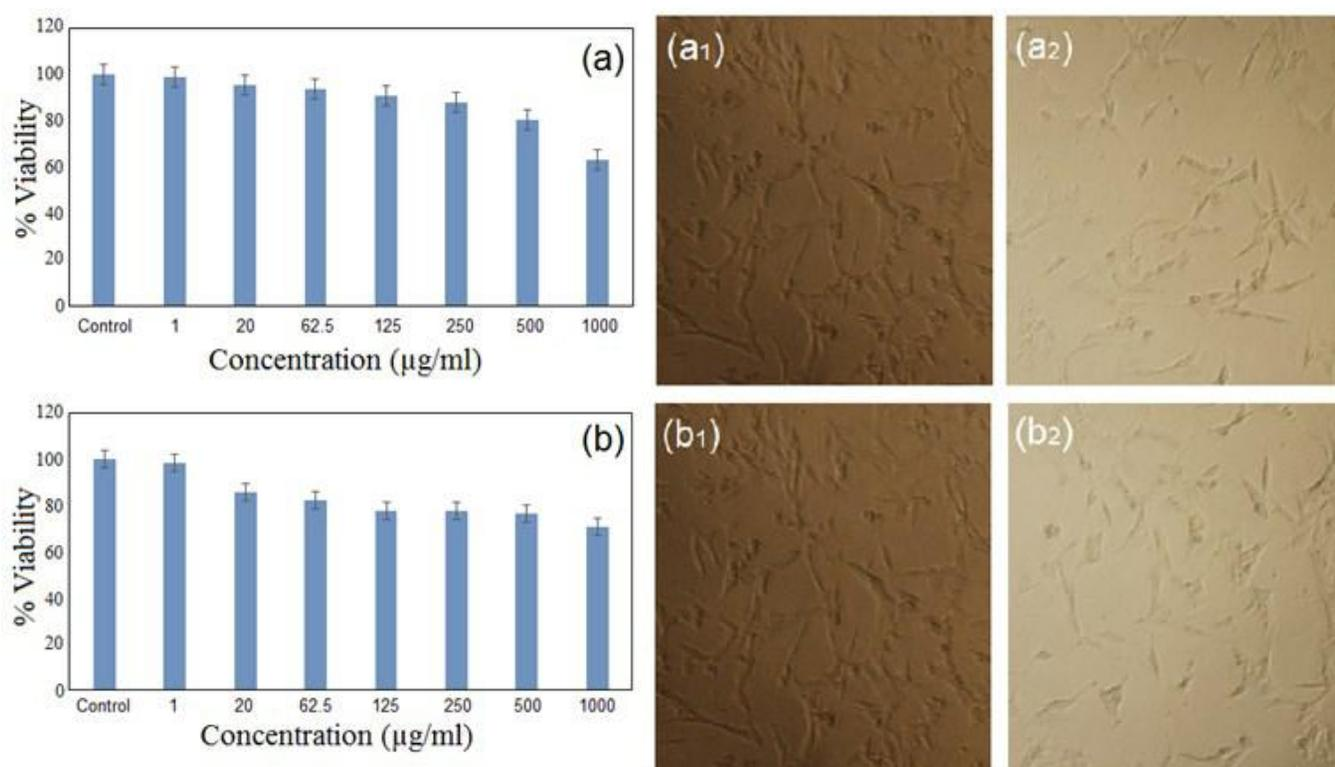 120
100
80
60
40
20
0
% Viability
(a)
Control 1 20 62.5 125 250 500 1000
Concentration (µg/ml)
(a1)
(a2)
120
100
80
60
40
20
0
% Viability
(b)
Control 1 20 62.5 125 250 500 1000
Concentration (µg/ml)
(b1)
(b2)